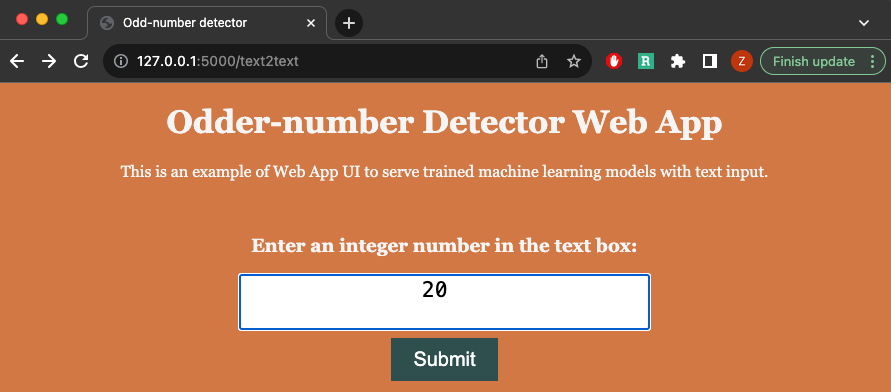 Odd-number detector
127.0.0.1:5000/text2text
R
Z
Finish update
Odder-number Detector Web App
This is an example of Web App UI to serve trained machine learning models with text input.
Enter an integer number in the text box:
20
Submit